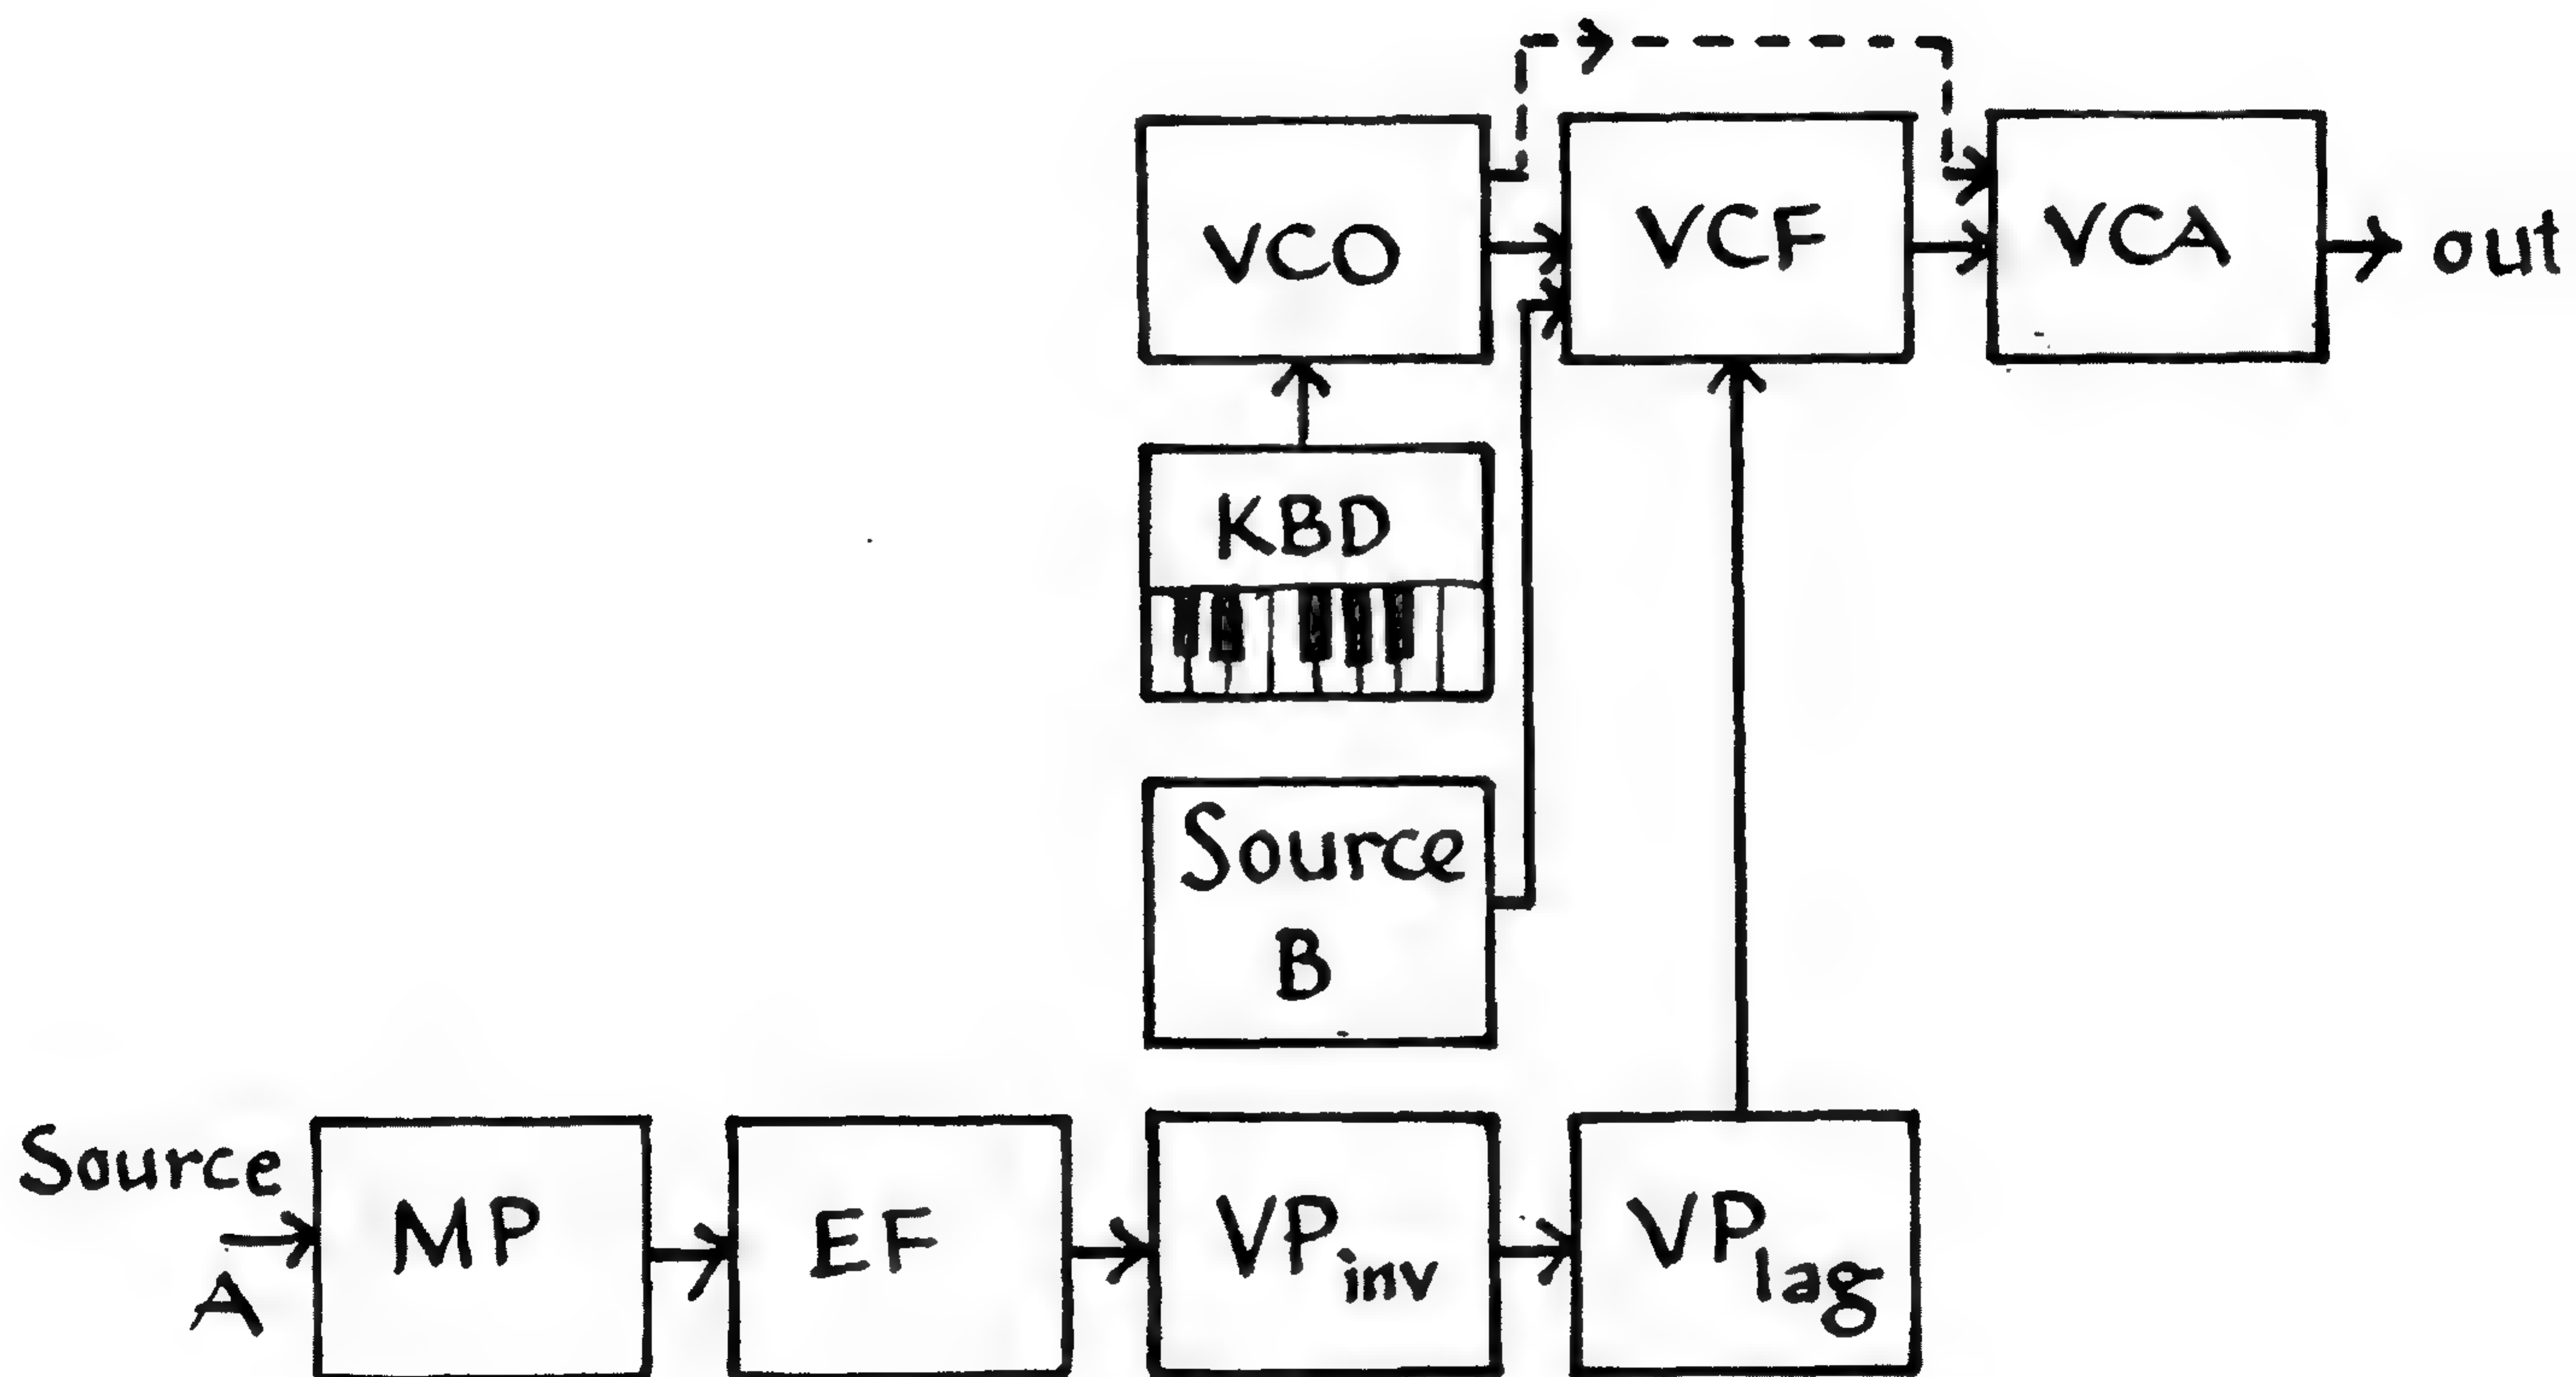 VCO
VCF
VCA
out
KBD
Source
B
Source
A
MP
EF
VPinv
VPlag